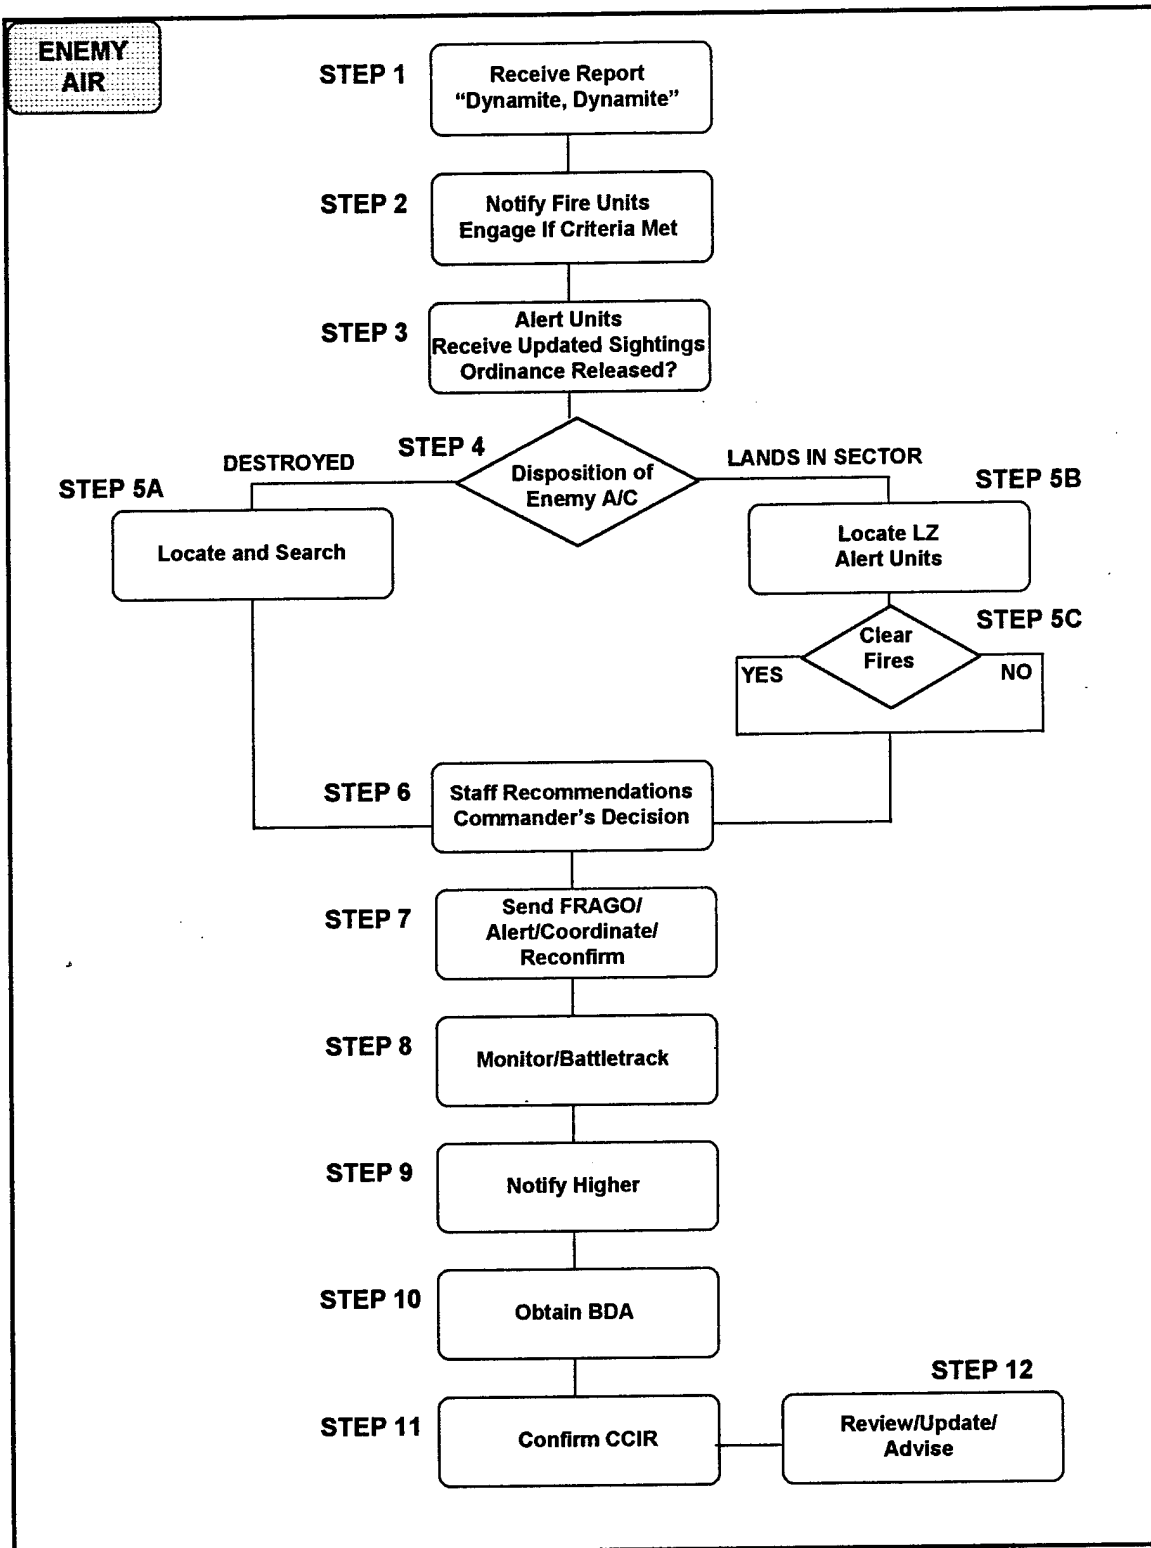 ENEMY
AIR
STEP 1
Receive Report
“Dynamite, Dynamite”
STEP 2
Notify Fire Units
Engage If Criteria Met
STEP 3
Alert Units
Receive Updated Sightings
Ordinance Released?
STEP 4
Disposition of
Enemy A/C
DESTROYED
LANDS IN SECTOR
STEP 5A
Locate and Search
STEP 5B
Locate LZ
Alert Units
STEP 5C
Clear
Fires
YES
NO
STEP 6
Staff Recommendations
Commander's Decision
STEP 7
Send FRAGO/
Alert/Coordinate/
Reconfirm
STEP 8
Monitor/Battletrack
STEP 9
Notify Higher
STEP 10
Obtain BDA
STEP 11
Confirm CCIR
STEP 12
Review/Update/
Advise